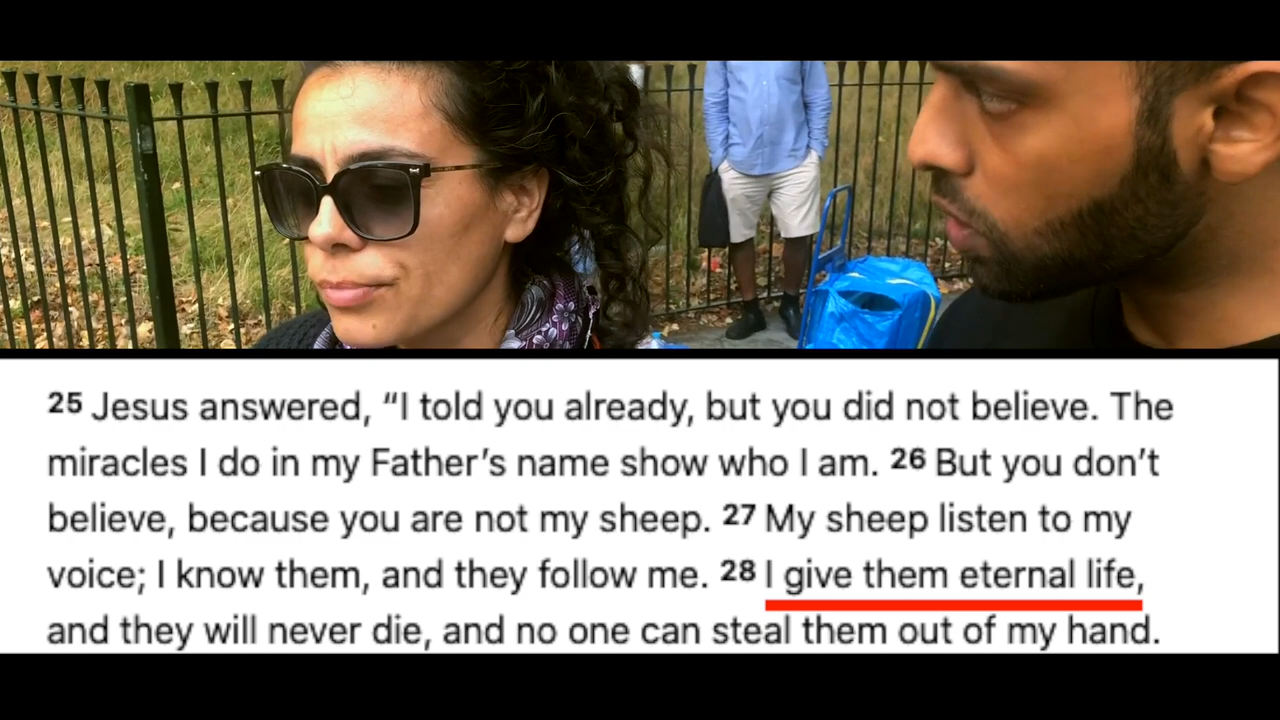 25 Jesus answered, “I told you already, but you did not believe. The
miracles I do in my Father’s name show who I am. 26 But you don’t
believe, because you are not my sheep. 27 My sheep listen to my
voice; I know them, and they follow me. 28 I give them eternal life,
and they will never die, and no one can steal them out of my hand.